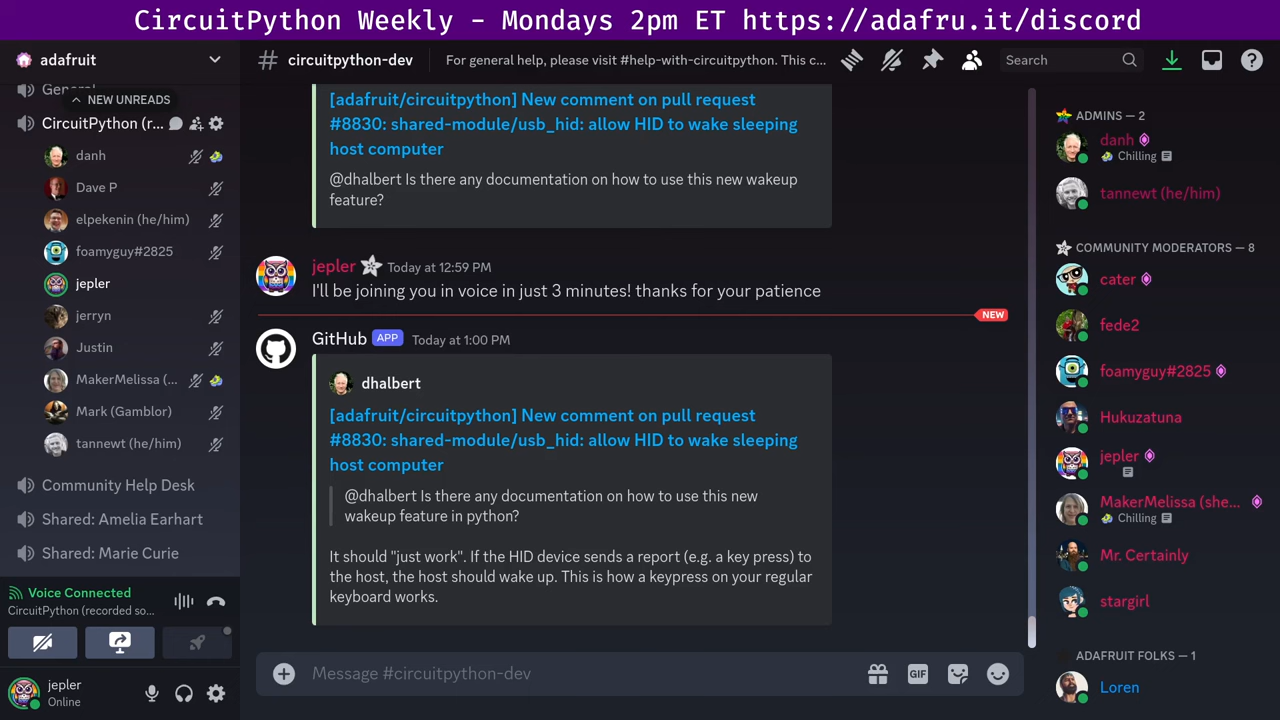 CircuitPython Weekly - Mondays 2pm ET https://adafru.it/discord
adafruit
General
NEW UNREADS
CircuitPython (r...
danh
Dave P
elpekenin (he/him)
foamyguy#2825
jepler
jerryn
Justin
MakerMelissa (...
Mark (Gamblor)
tannewt (he/him)
Community Help Desk
Shared: Amelia Earhart
Shared: Marie Curie
Voice Connected
CircuitPython (recorded so...
jepler
Online
circuitpython-dev
For general help, please visit #help-with-circuitpython. This c...
Search
[adafruit/circuitpython] New comment on pull request
#8830: shared-module/usb_hid: allow HID to wake sleeping
host computer
@dhalbert Is there any documentation on how to use this new wakeup
feature?
jepler Today at 12:59 PM
I'll be joining you in voice in just 3 minutes! thanks for your patience
NEW
GitHub APP Today at 1:00 PM
dhalbert
[adafruit/circuitpython] New comment on pull request
#8830: shared-module/usb_hid: allow HID to wake sleeping
host computer
@dhalbert Is there any documentation on how to use this new
wakeup feature in python?
It should "just work". If the HID device sends a report (e.g. a key press) to
the host, the host should wake up. This is how a keypress on your regular
keyboard works.
Message #circuitpython-dev
GIF
ADMINS — 2
danh
Chilling
tannewt (he/him)
COMMUNITY MODERATORS — 8
cater
fede2
foamyguy#2825
Hukuzatuna
jepler
MakerMelissa (she...
Chilling
Mr. Certainly
stargirl
ADAFRUIT FOLKS — 1
Loren